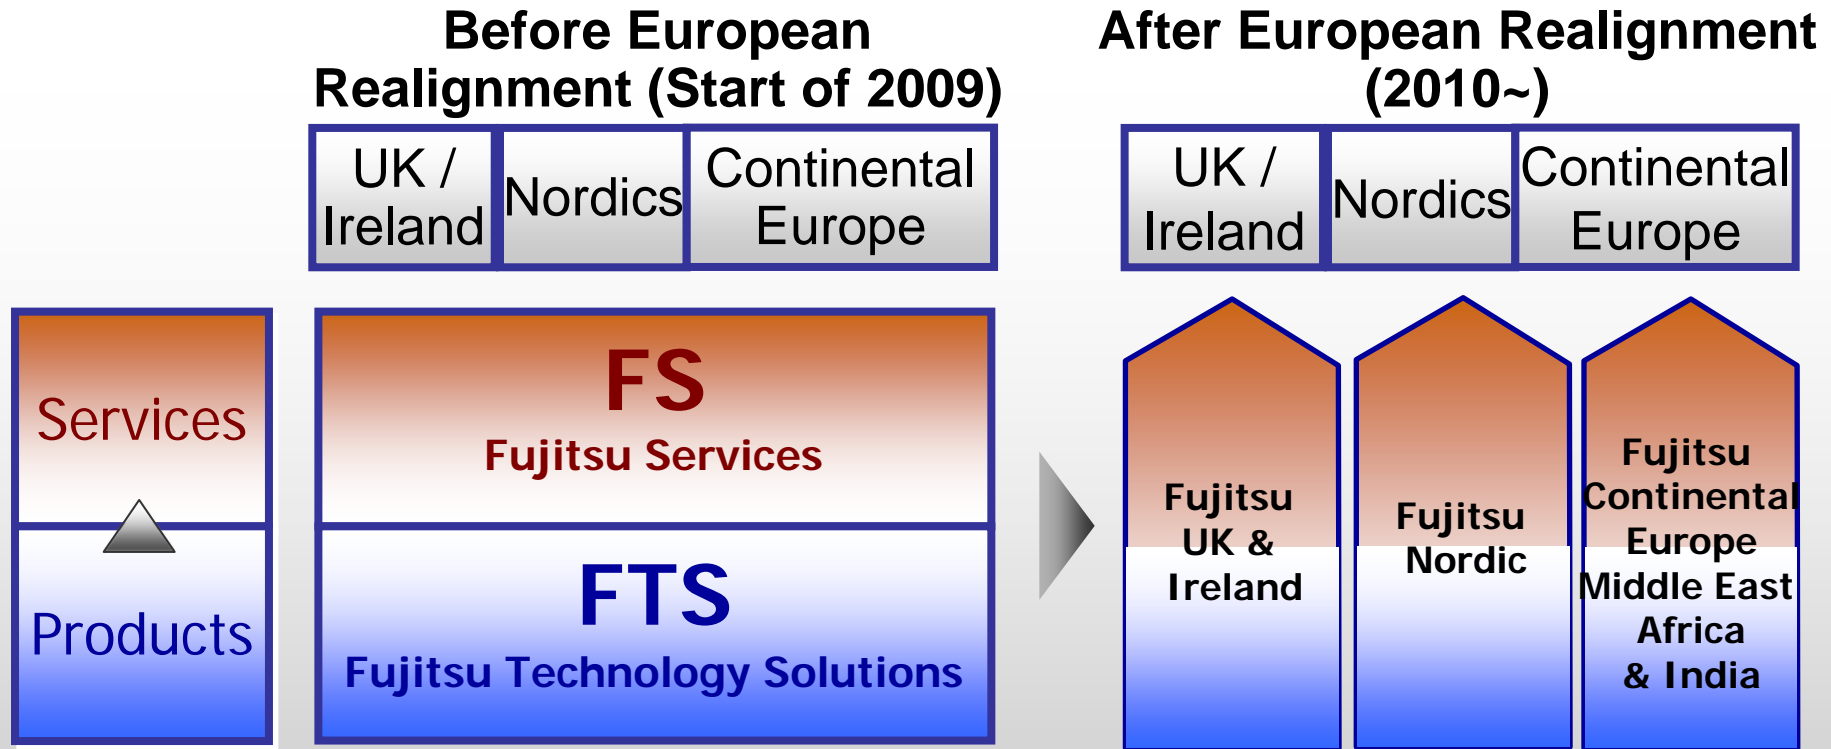 Before European
Realignment (Start of 2009)
After European Realignment
(2010~)
UK /
Ireland
Nordics
Continental
Europe
UK /
Ireland
Nordics
Continental
Europe
Services
Products
FS
Fujitsu Services
FTS
Fujitsu Technology Solutions
Fujitsu
UK &
Ireland
Fujitsu
Nordic
Fujitsu
Continental
Europe
Middle East
Africa
& India